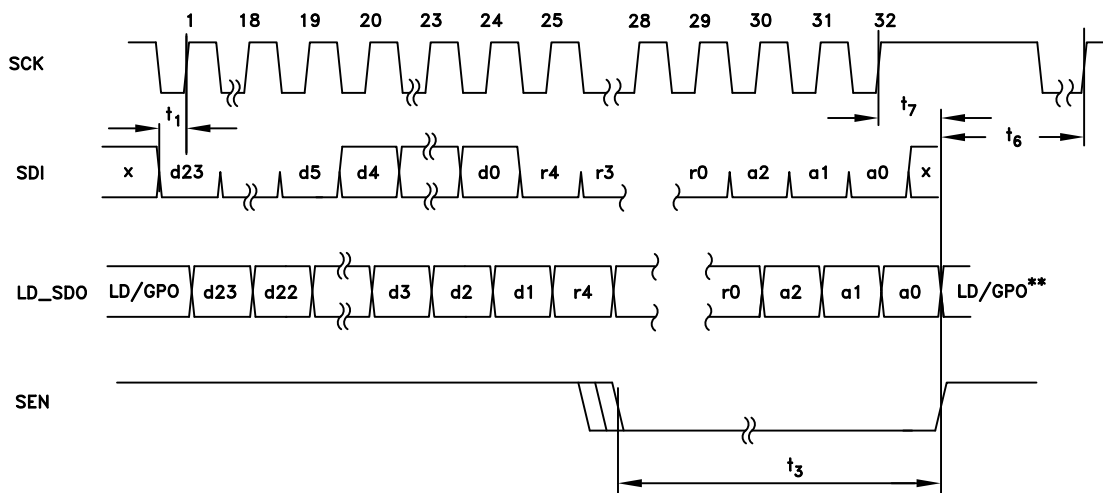 1 18 19 20 23 24 25 28 29 30 31 32
SCK
t1 t7 t6
SDI x d23 d5 d4 d0 r4 r3 r0 a2 a1 a0 x
LD_SDO LD/GPO d23 d22 d3 d2 d1 r4 r0 a2 a1 a0 LD/GPO**
SEN
t3